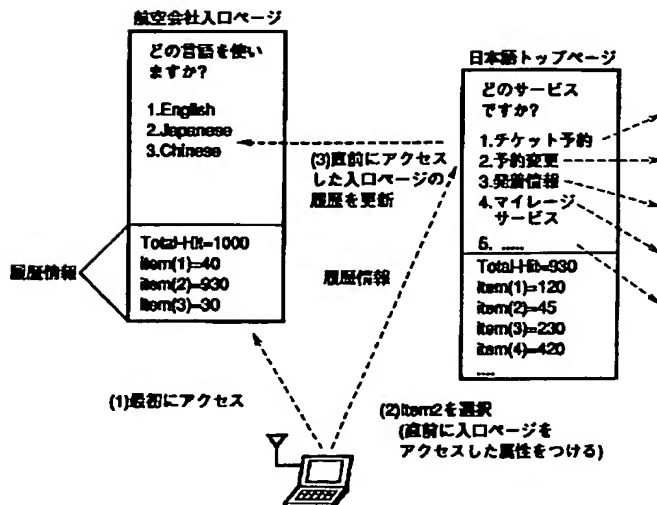 航空会社入口ページ
どの言語を使い
ますか?
1.English
2.Japanese
3.Chinese
Total-Hit=1000
item(1)=40
item(2)=930
item(3)=30
履歴情報
日本語トップページ
どのサービス
ですか?
1.チケット予約
2.予約変更
3.発着情報
4.マイレージ
サービス
5. .....
Total-Hit=930
item(1)=120
item(2)=45
item(3)=230
item(4)=420
....
(3)直前にアクセス
した入口ページの
履歴を更新
履歴情報
(1)最初にアクセス
(2)item2を選択
(直前に入口ページを
アクセスした属性をつける)